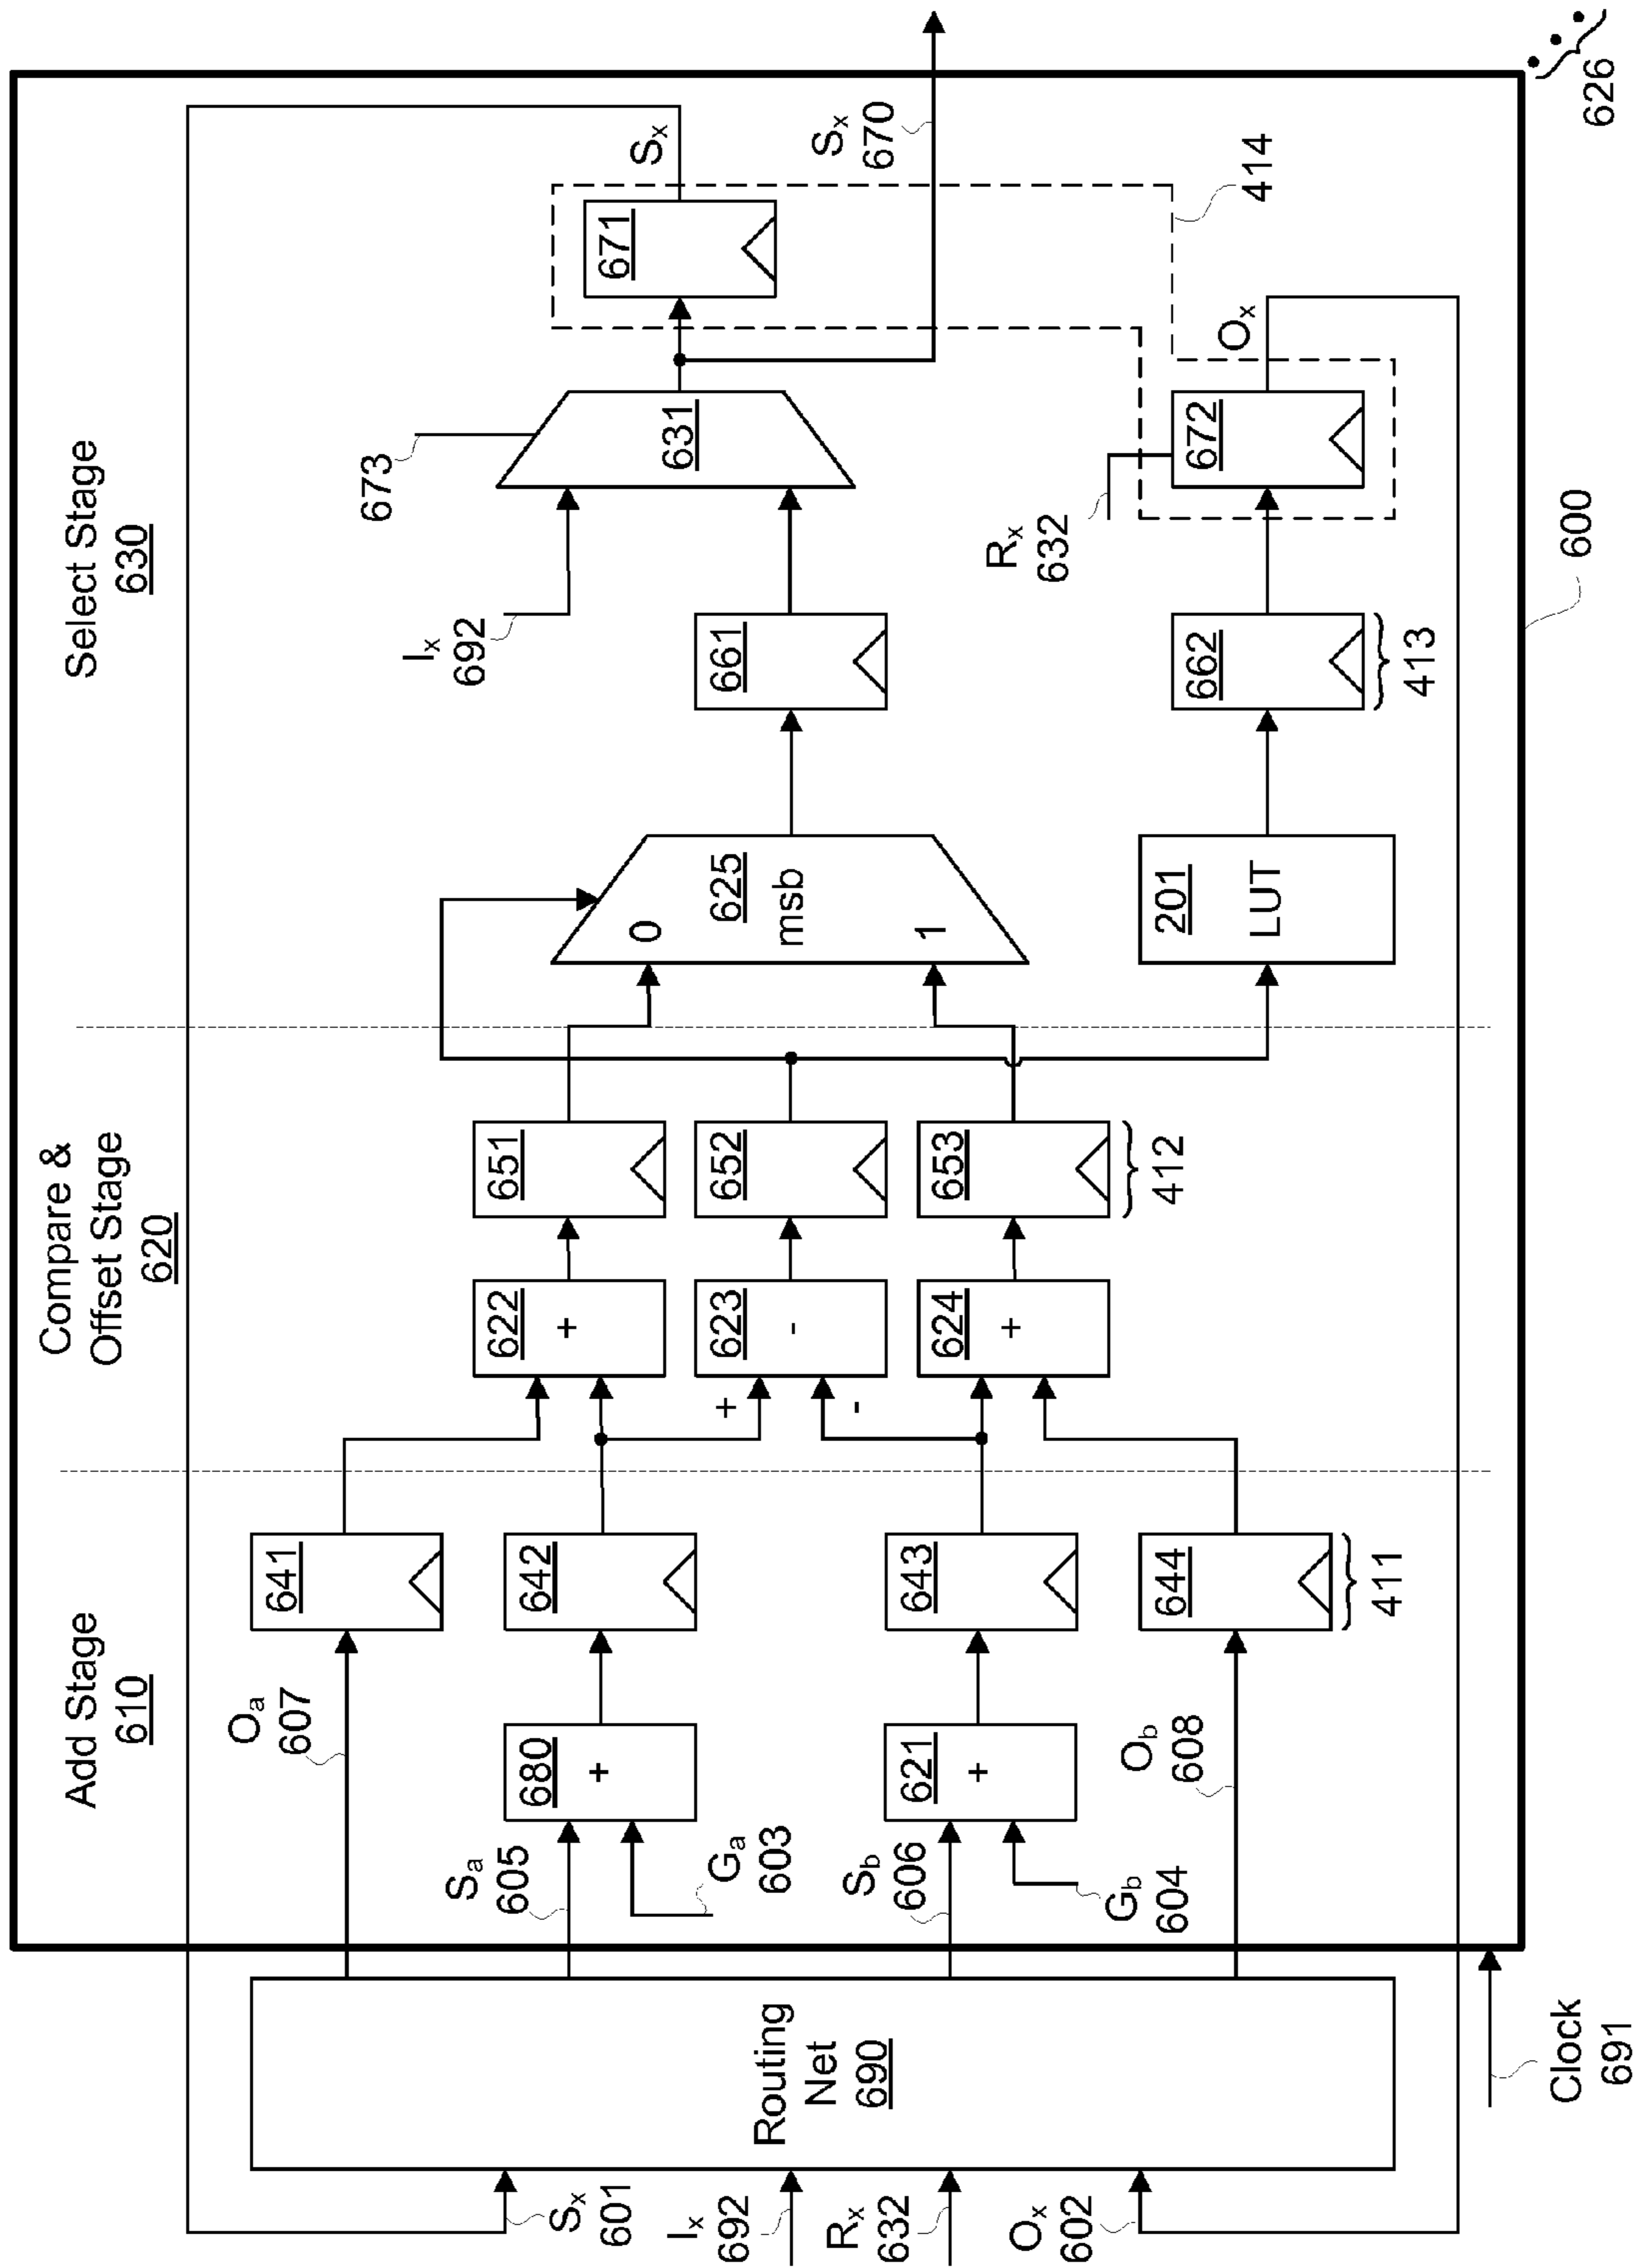 Add Stage
610
Compare &
Offset Stage
620
Select Stage
630
Oa
607
641
Sa
605
680
+
642
Ga
603
622
+
651
623
-
652
+
-
624
+
653
412
Sb
606
621
+
643
Gb
604
Ob
608
644
411
0
625
msb
1
201
LUT
661
662
413
Ix
692
673
631
Rx
632
672
Ox
671
Sx
Sx
670
414
Routing
Net
690
Sx
601
Ix
692
Rx
632
Ox
602
Clock
691
600
626